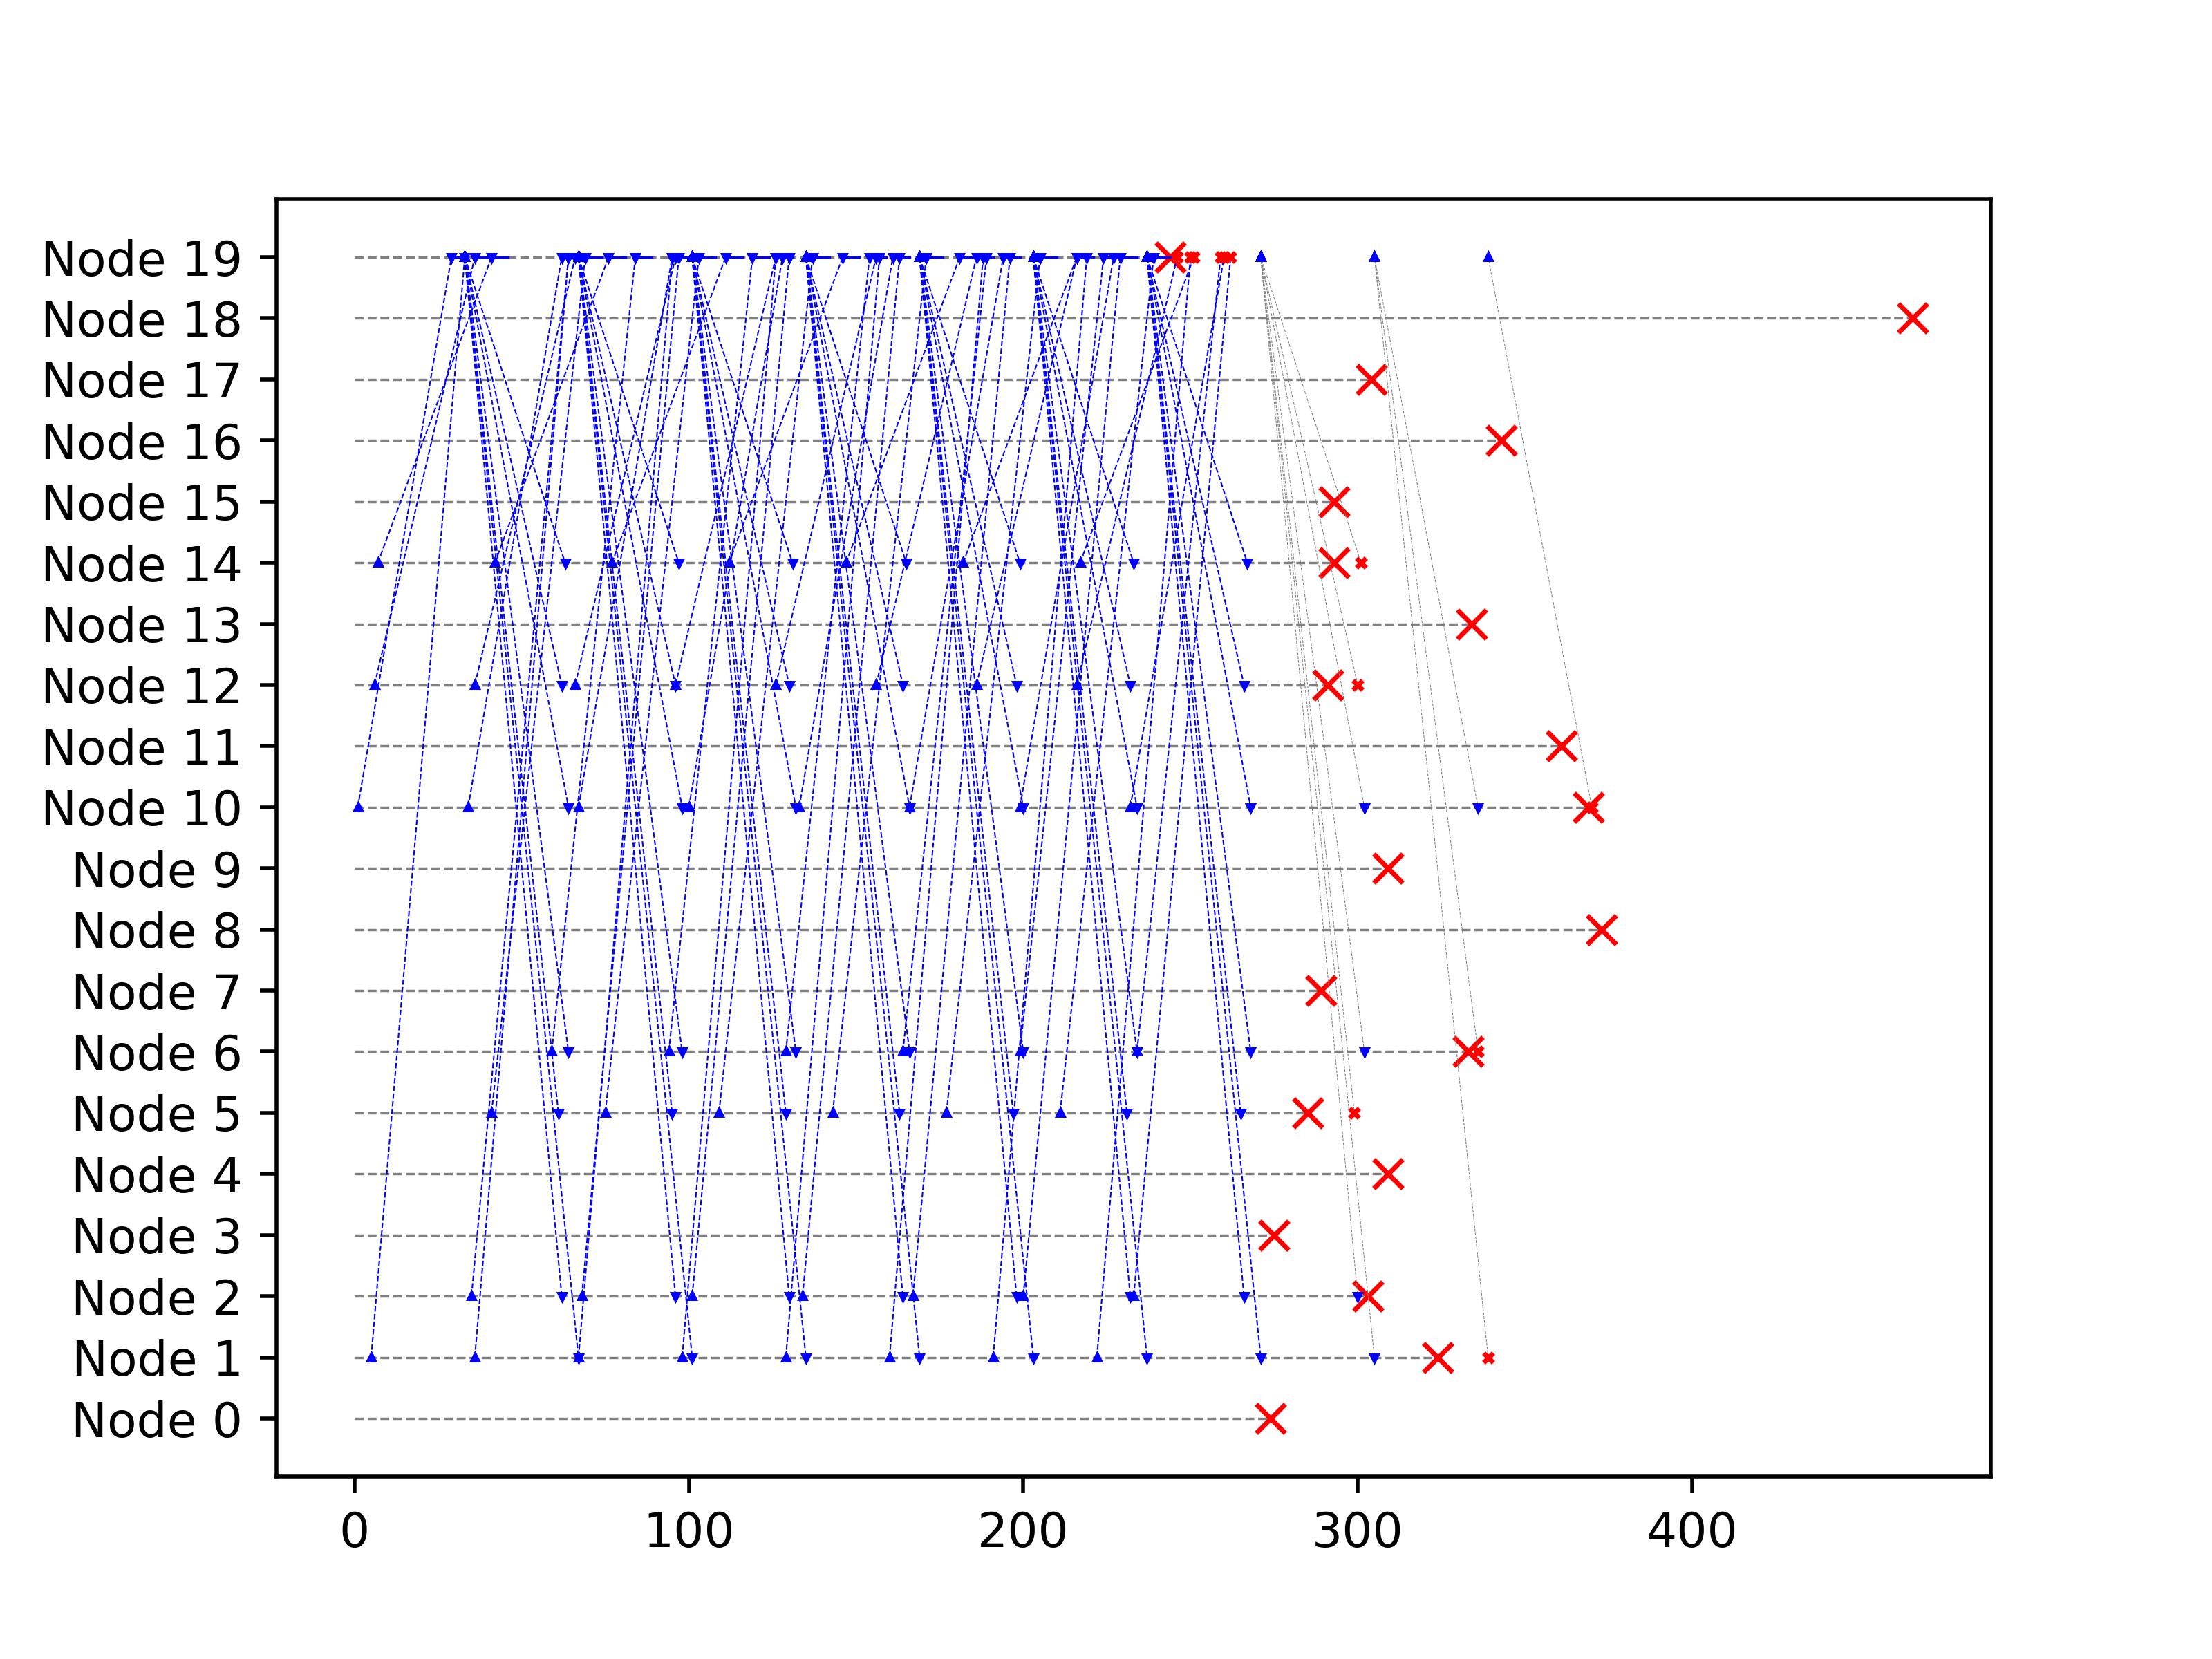 Node 19
Node 18
Node 17
Node 16
Node 15
Node 14
Node 13
Node 12
Node 11
Node 10
Node 9
Node 8
Node 7
Node 6
Node 5
Node 4
Node 3
Node 2
Node 1
Node 0
0 100 200 300 400